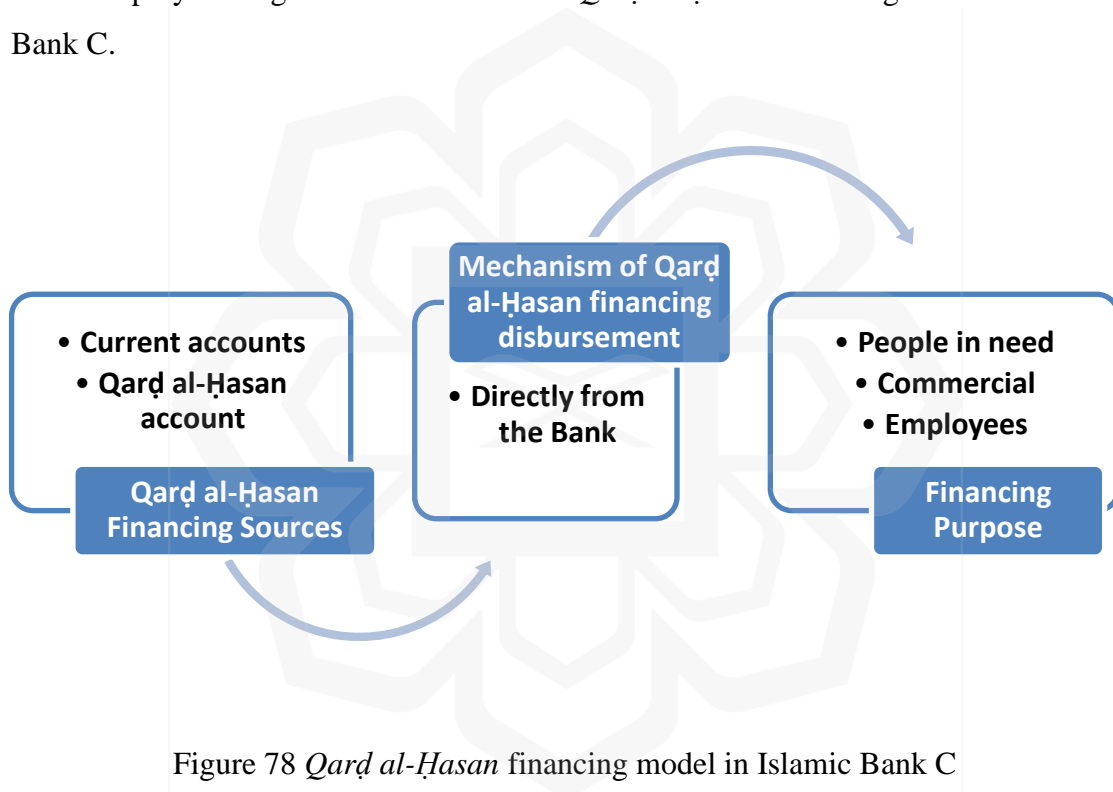 Bank C.
• Current accounts
• Qarḍ al-Ḥasan
account
Qarḍ al-Ḥasan
Financing Sources
Mechanism of Qarḍ
al-Ḥasan financing
disbursement
• Directly from
the Bank
• People in need
• Commercial
• Employees
Financing
Purpose
Figure 78 Qarḍ al-Ḥasan financing model in Islamic Bank C